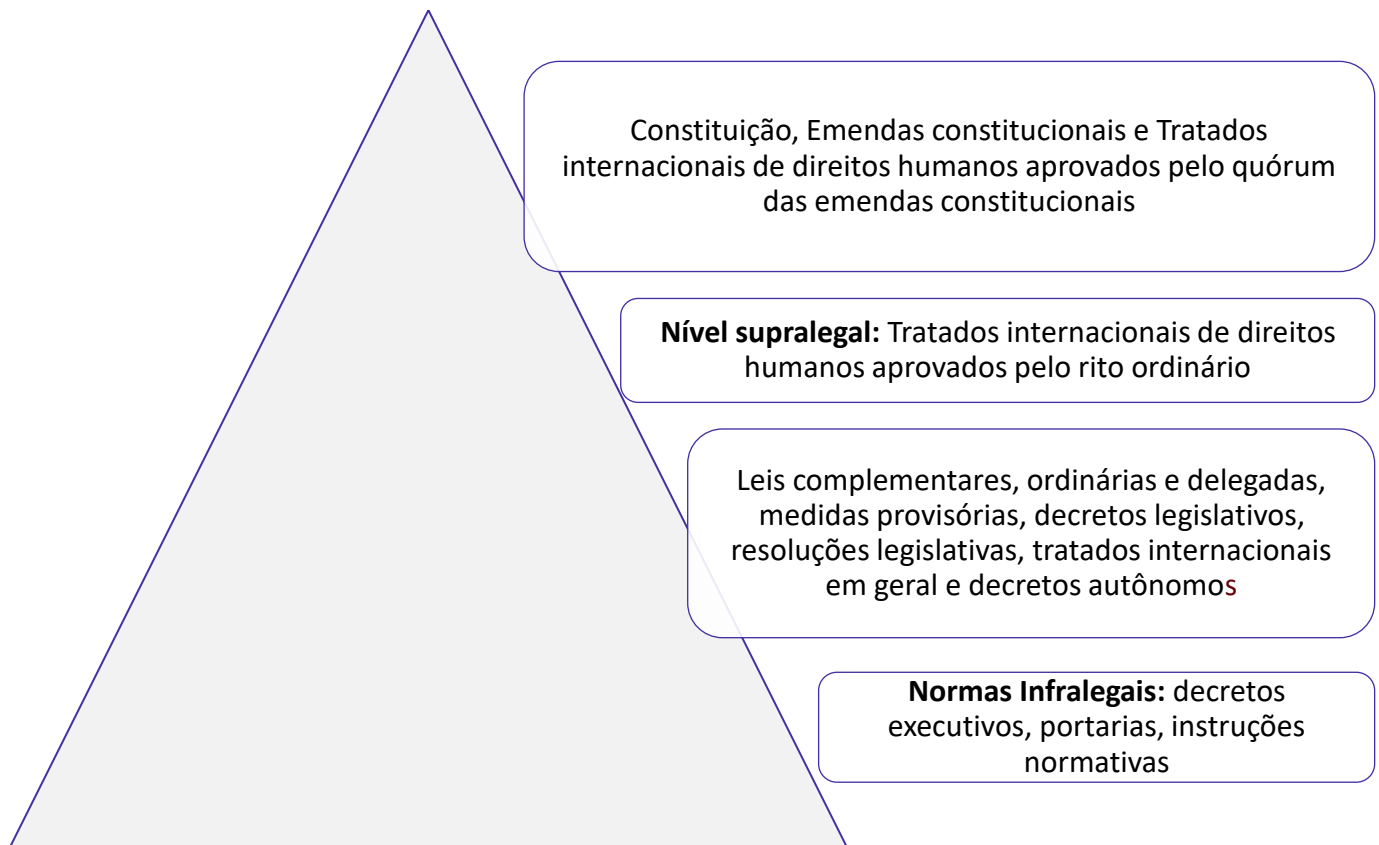 Constituição, Emendas constitucionais e Tratados
internacionais de direitos humanos aprovados pelo quórum
das emendas constitucionais
Nível supralegal: Tratados internacionais de direitos
humanos aprovados pelo rito ordinário
Leis complementares, ordinárias e delegadas,
medidas provisórias, decretos legislativos,
resoluções legislativas, tratados internacionais
em geral e decretos autônomos
Normas Infralegais: decretos
executivos, portarias, instruções
normativas